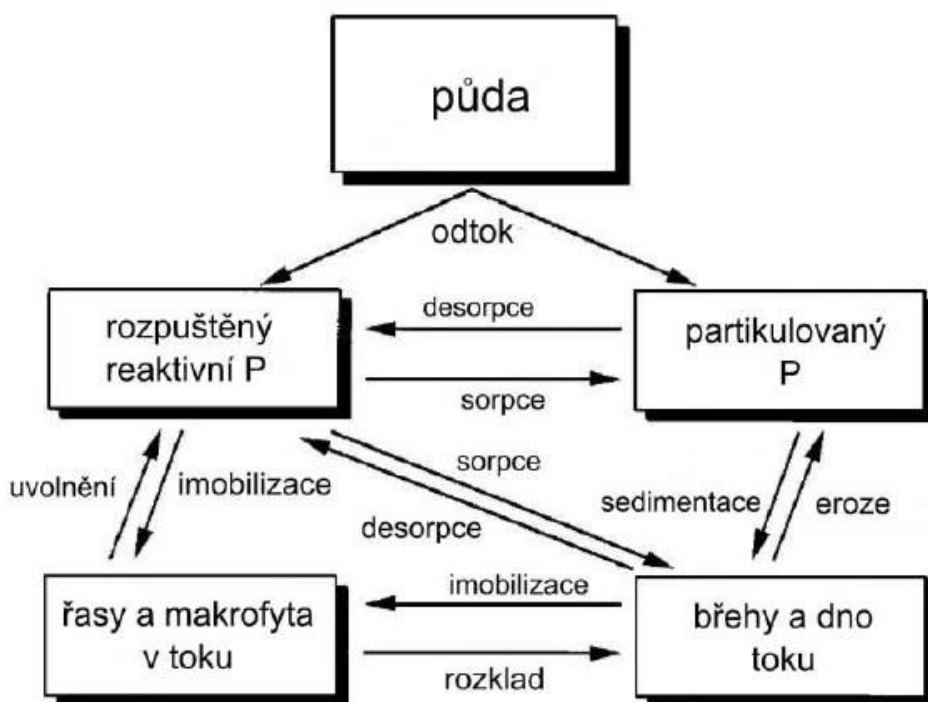 půda
odtok
rozpuštěný
reaktivní P
desorpce
sorpce
partikulovaný
P
uvolnění
imobilizace
sorpce
desorpce
sedimentace
eroze
řasy a makrofyta
v toku
imobilizace
rozklad
břehy a dno
toku